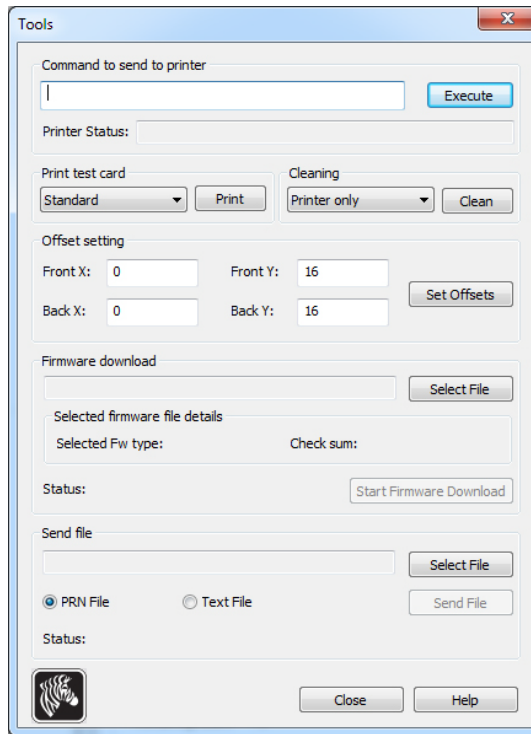 Tools
Command to send to printer
Execute
Printer Status:
Print test card
Cleaning
Standard
Print
Printer only
Clean
Offset setting
Front X: 0 Front Y: 16
Set Offsets
Back X: 0 Back Y: 16
Firmware download
Select File
Selected firmware file details
Selected Fw type: Check sum:
Status:
Start Firmware Download
Send file
Select File
PRN File Text File
Send File
Status:
Close Help